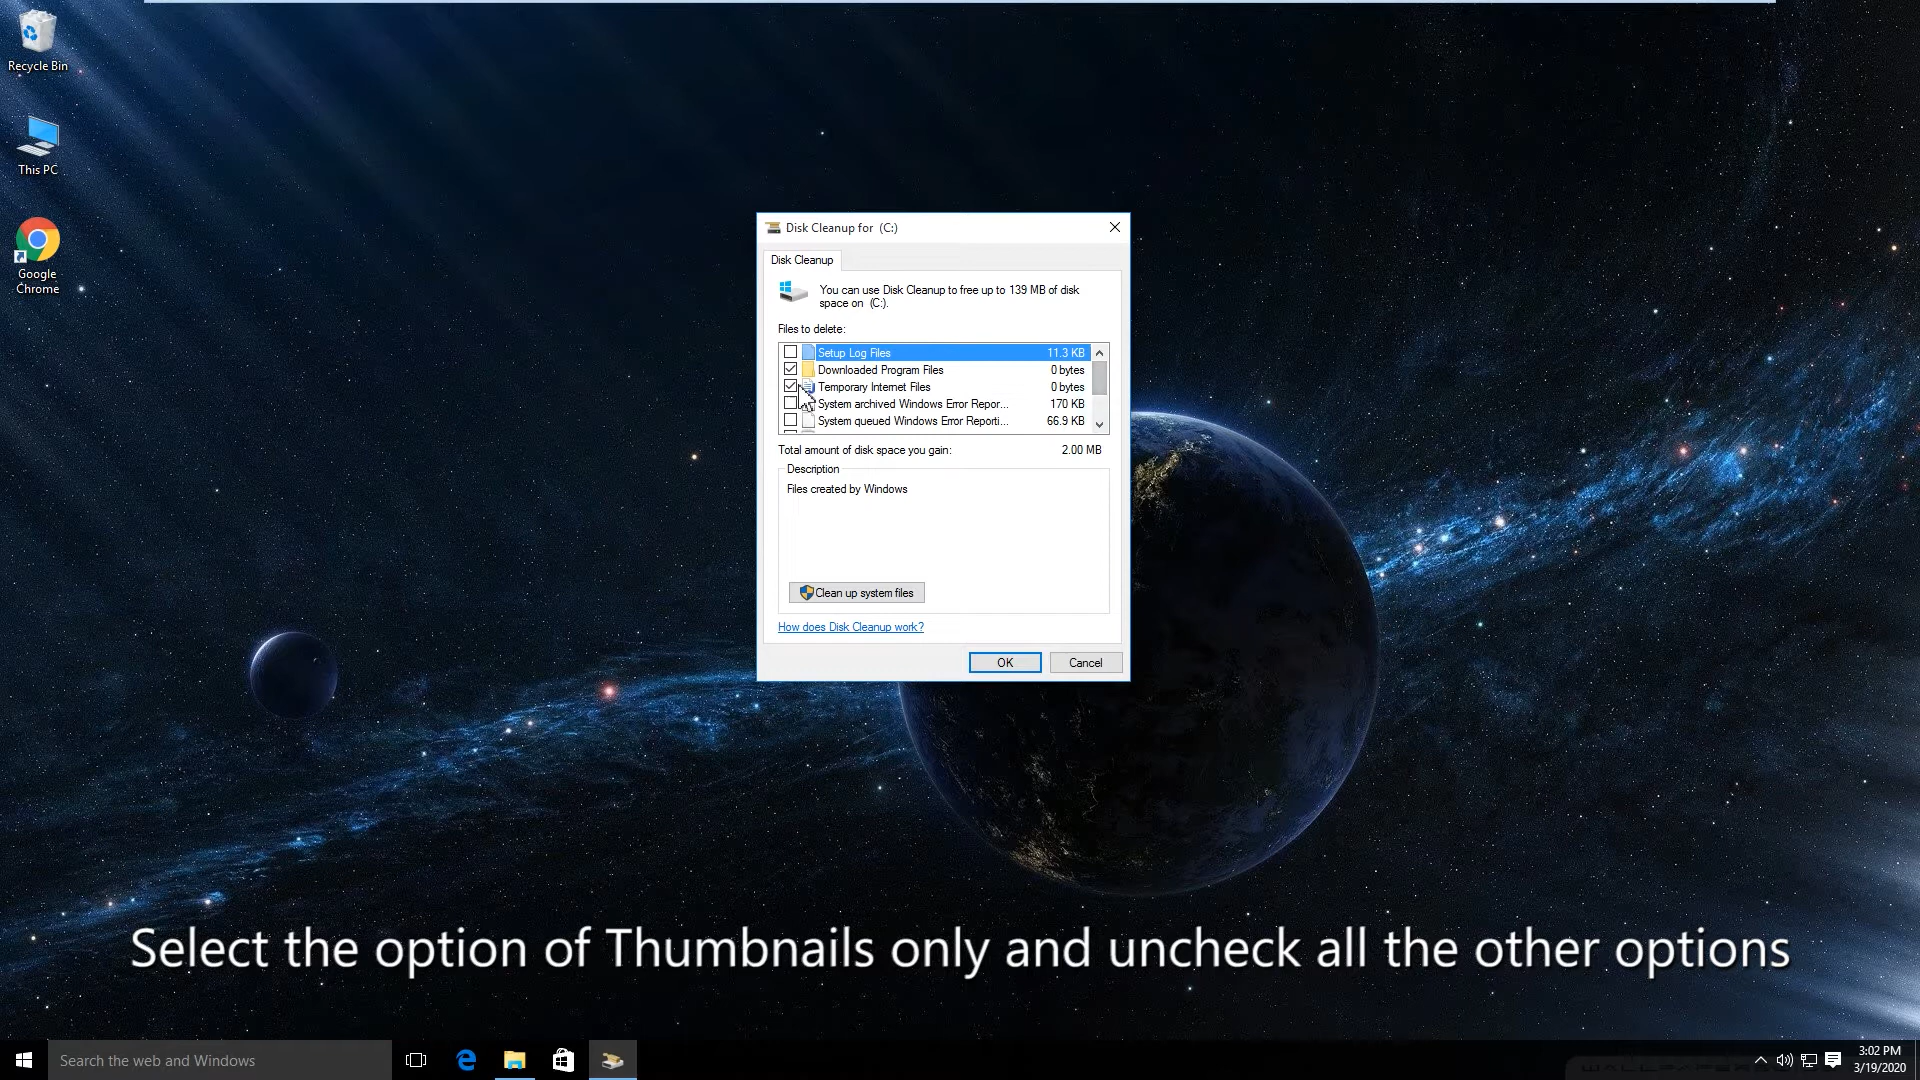 Recycle Bin
This PC
Google
Chrome
Disk Cleanup for (C:)
Disk Cleanup
You can use Disk Cleanup to free up to 139 MB of disk
space on (C:).
Files to delete:
Setup Log Files 11.3 KB
Downloaded Program Files 0 bytes
Temporary Internet Files 0 bytes
System archived Windows Error Repor... 170 KB
System queued Windows Error Reporti... 66.9 KB
Total amount of disk space you gain: 2.00 MB
Description
Files created by Windows
Clean up system files
How does Disk Cleanup work?
OK Cancel
Select the option of Thumbnails only and uncheck all the other options
Search the web and Windows
3:02 PM
3/19/2020